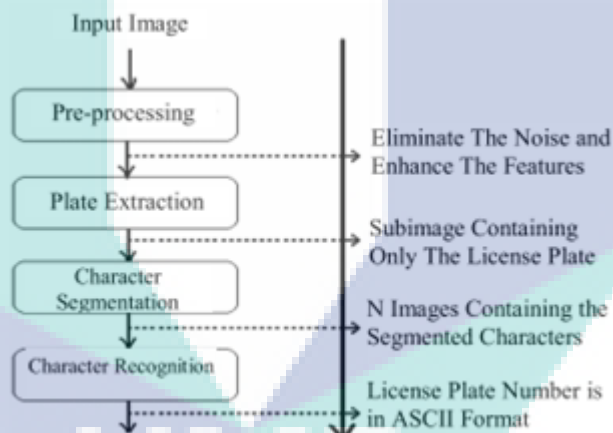 Input Image
Pre-processing
Eliminate The Noise and
Enhance The Features
Plate Extraction
Subimage Containing
Only The License Plate
Character
Segmentation
N Images Containing the
Segmented Characters
Character Recognition
License Plate Number is
in ASCII Format